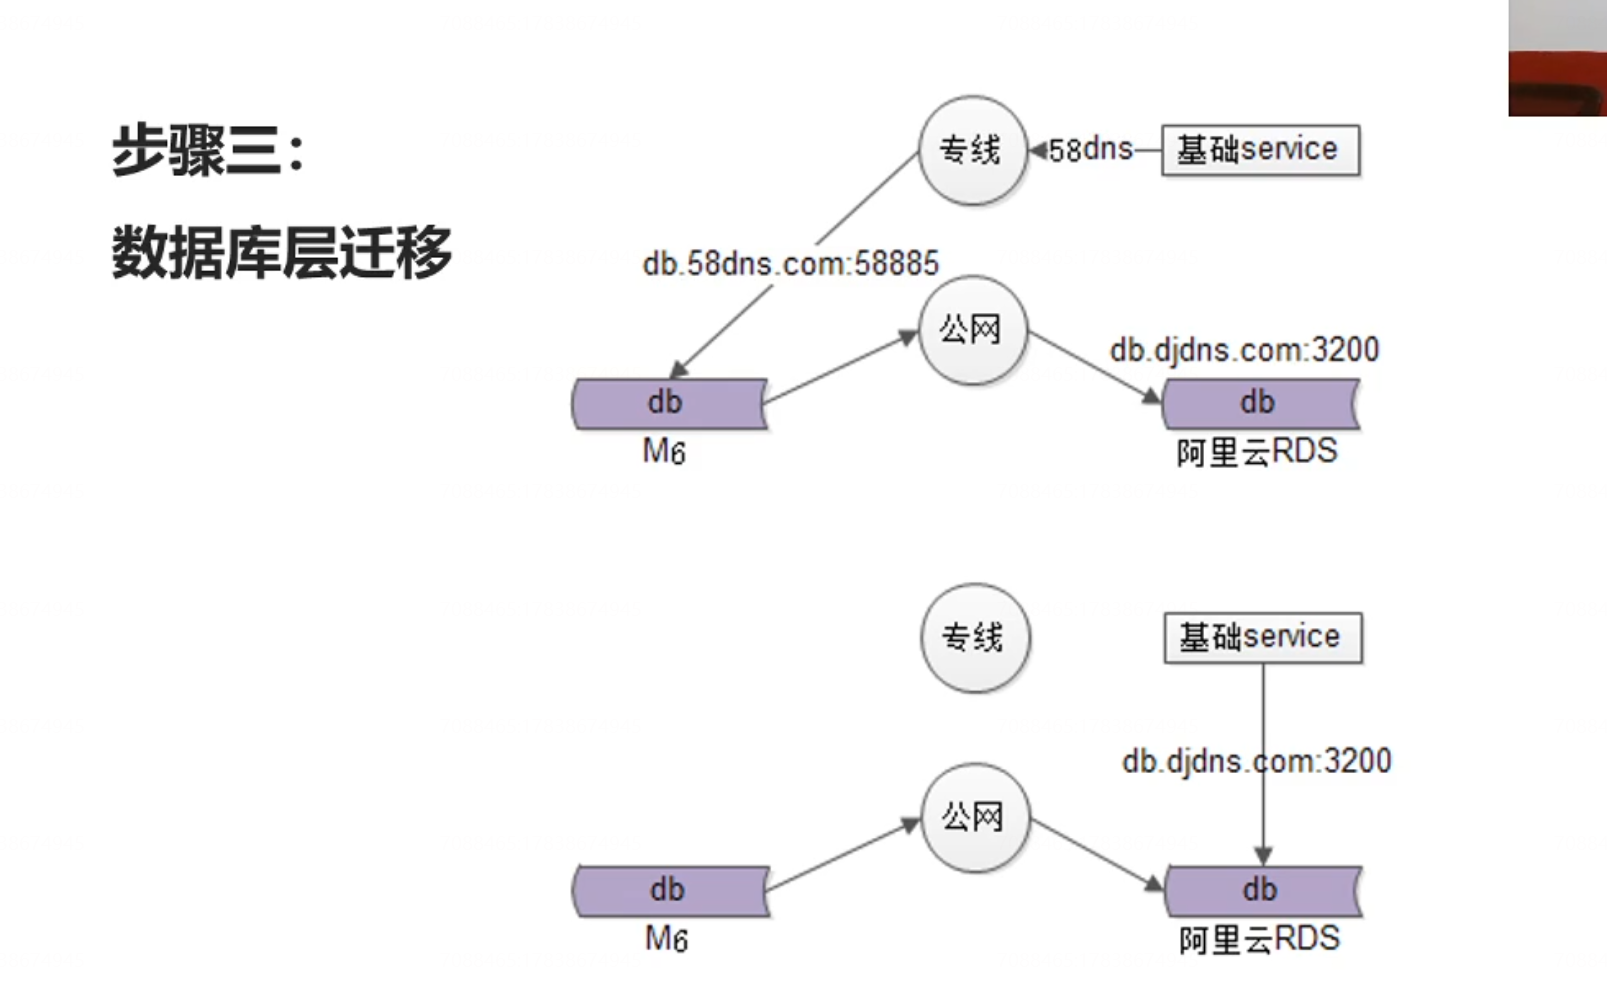 步骤三：
数据库层迁移
专线
58dns
基础service
db.58dns.com:58885
公网
db.djdns.com:3200
db
db
M6
阿里云RDS
专线
基础service
db.djdns.com:3200
公网
db
db
M6
阿里云RDS